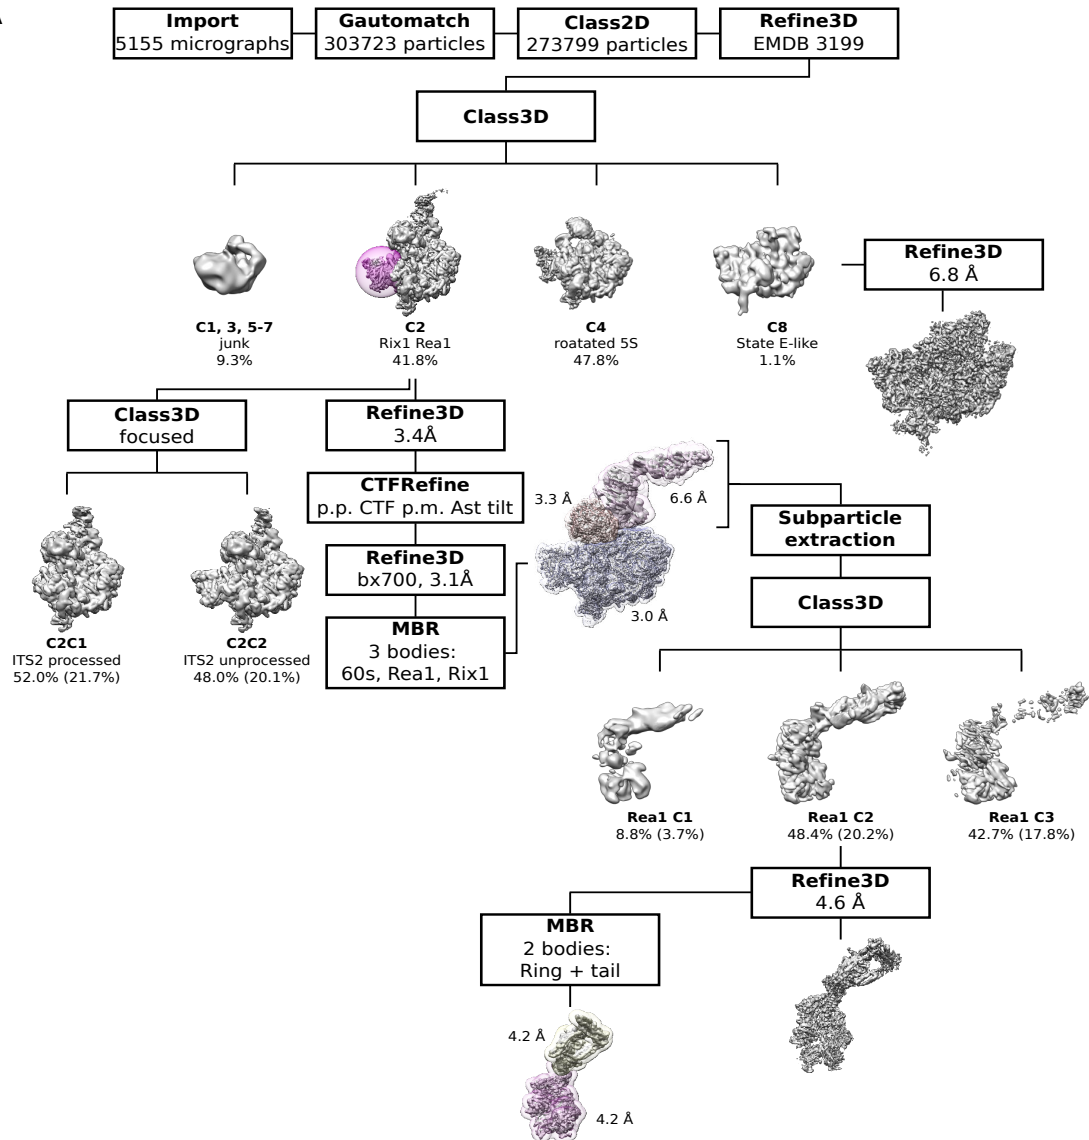 Import
5155 micrographs
Gautomatch
303723 particles
Class2D
273799 particles
Refine3D
EMDB 3199
Class3D
C1, 3, 5-7
junk
9.3%
C2
Rix1 Rea1
41.8%
C4
roatated 5S
47.8%
C8
State E-like
1.1%
Refine3D
6.8 Å
Class3D
focused
Refine3D
3.4Å
CTFRefine
p.p. CTF p.m. Ast tilt
Refine3D
bx700, 3.1Å
MBR
3 bodies:
60s, Rea1, Rix1
C2C1
ITS2 processed
52.0% (21.7%)
C2C2
ITS2 unprocessed
48.0% (20.1%)
3.3 Å
6.6 Å
3.0 Å
Subparticle
extraction
Class3D
Rea1 C1
8.8% (3.7%)
Rea1 C2
48.4% (20.2%)
Rea1 C3
42.7% (17.8%)
Refine3D
4.6 Å
MBR
2 bodies:
Ring + tail
4.2 Å
4.2 Å